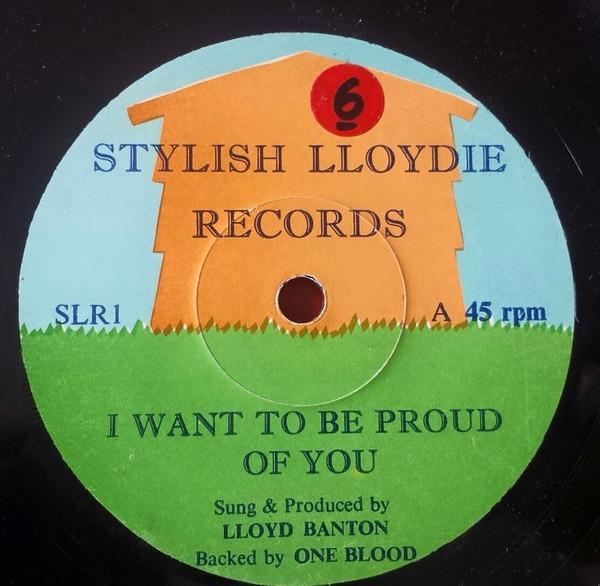 6
STYLISH LLOYDIE
RECORDS
SLR1 A 45 rpm
I WANT TO BE PROUD
OF YOU
Sung & Produced by
LLOYD BANTON
Backed by ONE BLOOD